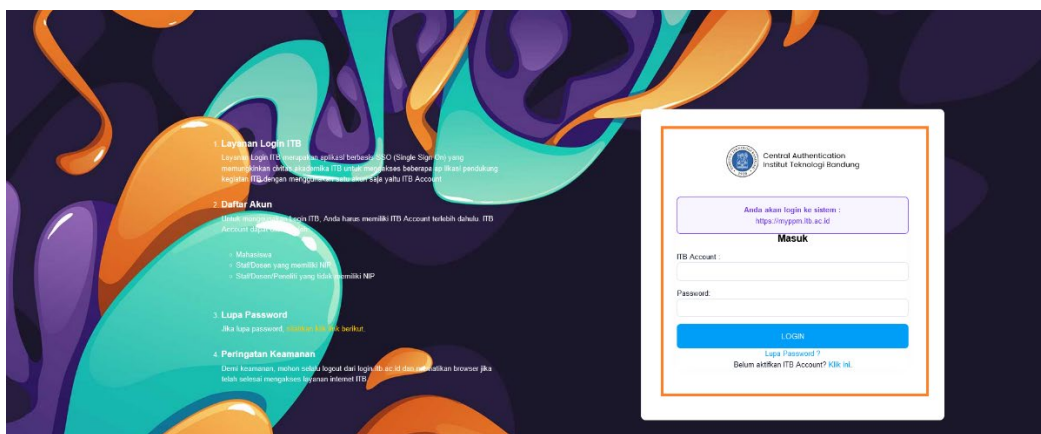 1. Layanan Login ITB
Layanan Login ITB merupakan aplikasi berbasis SSO (Single Sign On) yang
memungkinkan civitas akademika ITB untuk mengakses beberapa aplikasi pendukung
kegiatan ITB dengan menggunakan satu akun saja yaitu ITB Account
2. Daftar Akun
Untuk menggunakan Login ITB, Anda harus memiliki ITB Account terlebih dahulu. ITB
Account dapat
Mahasiswa
Staf/Dosen yang memiliki NIP
Staf/Dosen/Peneliti yang tidak memiliki NIP
3. Lupa Password
Jika lupa password, silahkan klik link berikut.
4. Peringatan Keamanan
Demi keamanan, mohon selalu logout dari login.itb.ac.id dan matikan browser jika
telah selesai mengakses layanan internet ITB
Central Authentication
Institut Teknologi Bandung
Anda akan login ke sistem :
https://myppm.itb.ac.id
Masuk
ITB Account :
Password:
LOGIN
Lupa Password ?
Belum aktifkan ITB Account? Klik ini.